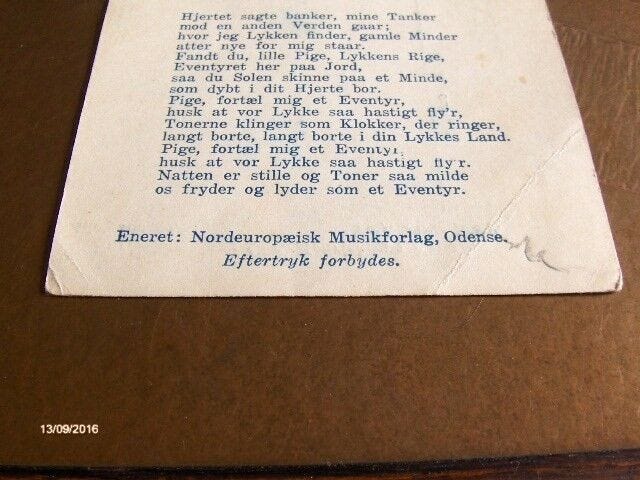 Hjertet sagte banker, mine Tanker
mod en anden Verden gaar;
hvor jeg Lykken finder, gamle Minder
atter nye for mig staar.
Fandt du, lille Pige, Lykkens Rige,
Eventyret her paa Jord,
saa du Solen skinne paa et Minde,
som dybt i dit Hjerte bor.
Pige, fortæl mig et Eventyr,
husk at vor Lykke saa hastigt fly'r,
Tonerne klinger som Klokker, der ringer,
langt borte, langt borte i din Lykkes Land.
Pige, fortæl mig et Eventyr,
husk at vor Lykke saa hastigt fly'r.
Natten er stille og Toner saa milde
os fryder og lyder som et Eventyr.
Eneret: Nordeuropæisk Musikforlag, Odense.
Eftertryk forbydes.
13/09/2016